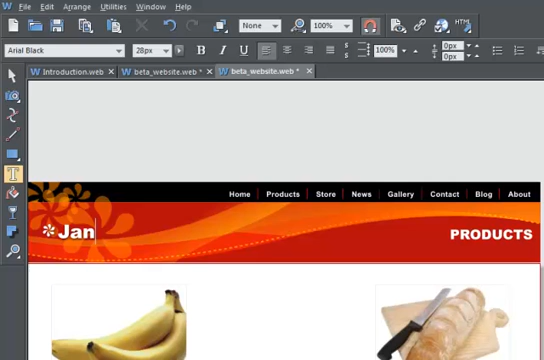 File Edit Arrange Utilities Window Help
None 100% HTML
Arial Black 28px B I U 100% 0px
0px
Introduction.web beta_website.web * beta_website.web *
Home Products Store News Gallery Contact Blog About
Jan
PRODUCTS